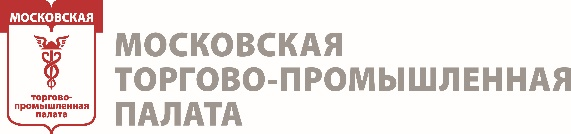 МОСКОВСКАЯ
торгово-
промышленная
палата
МОСКОВСКАЯ
ТОРГОВО-ПРОМЫШЛЕННАЯ
ПАЛАТА